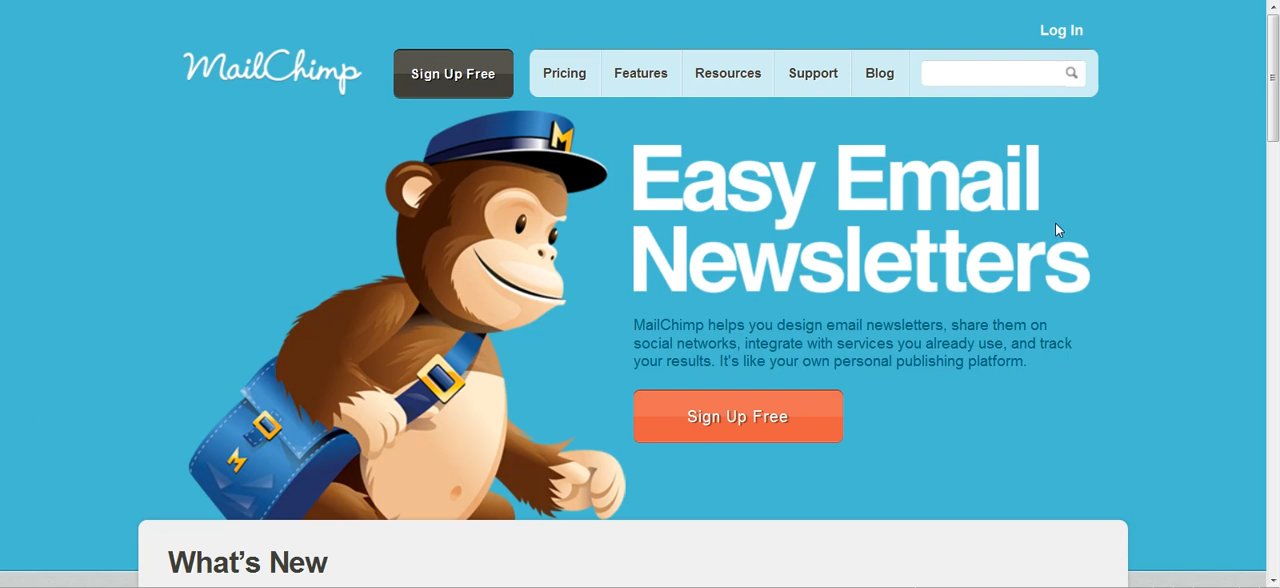 Log In
MailChimp
Sign Up Free
Pricing
Features
Resources
Support
Blog
M
Easy Email
Newsletters
MailChimp helps you design email newsletters, share them on
social networks, integrate with services you already use, and track
your results. It's like your own personal publishing platform.
Sign Up Free
M
What’s New